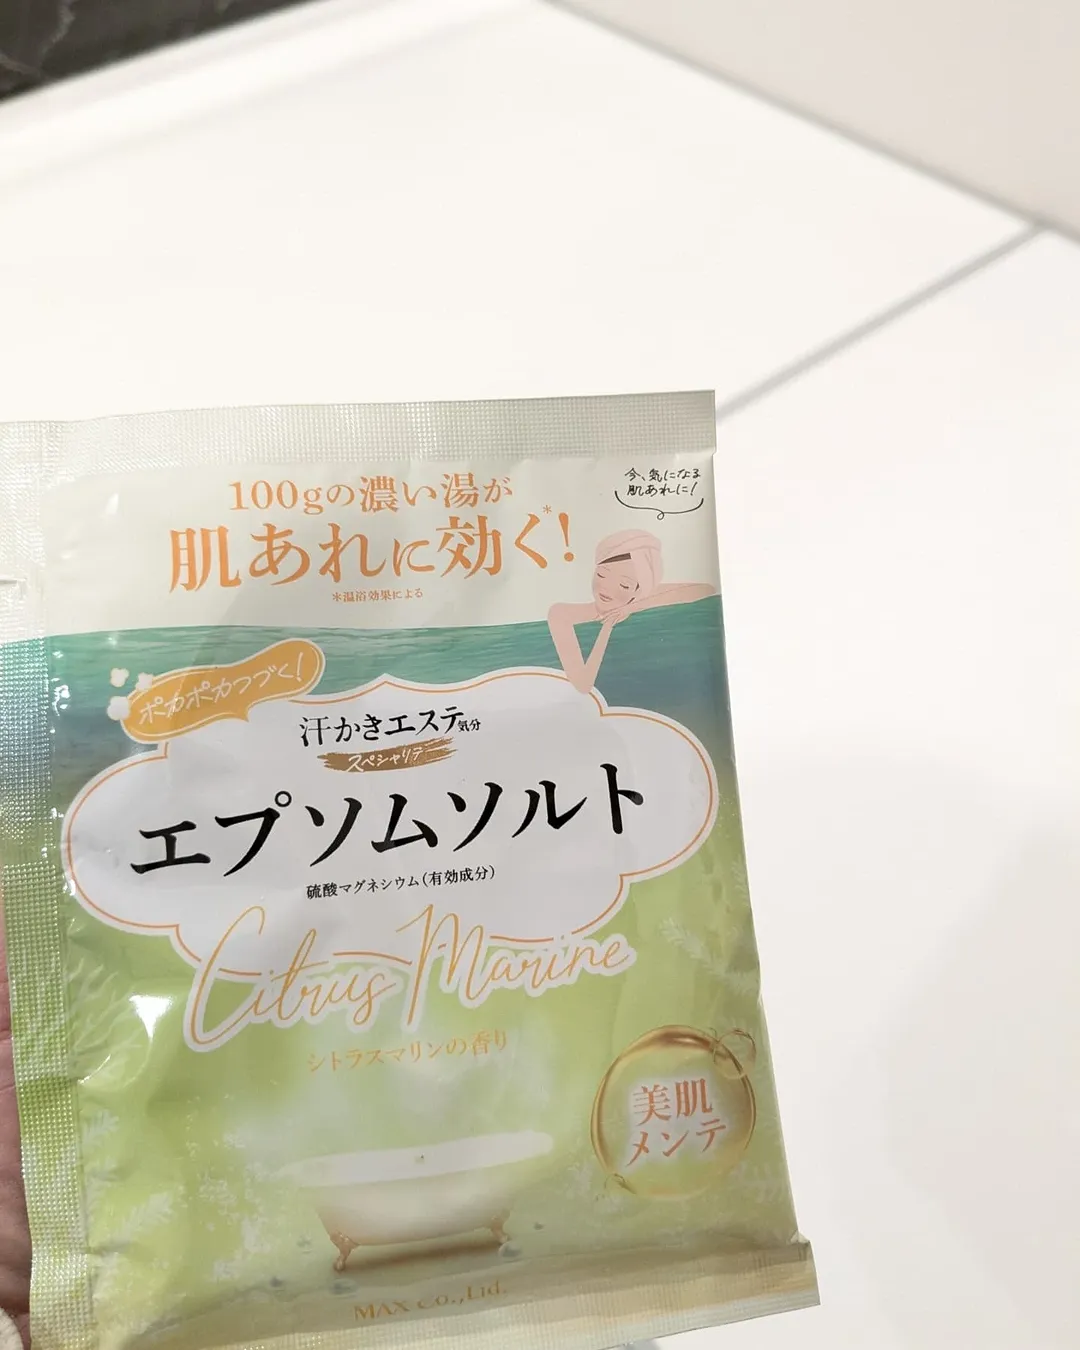 100gの濃い湯が
肌あれに効く*!
*温浴効果による
今、気になる
肌あれに!
ポカポカつづく!
汗かきエステ気分
スペシャリテ
エプソムソルト
硫酸マグネシウム(有効成分)
Citrus Marine
シトラスマリンの香り
美肌
メンテ
MAX Co.,Ltd.